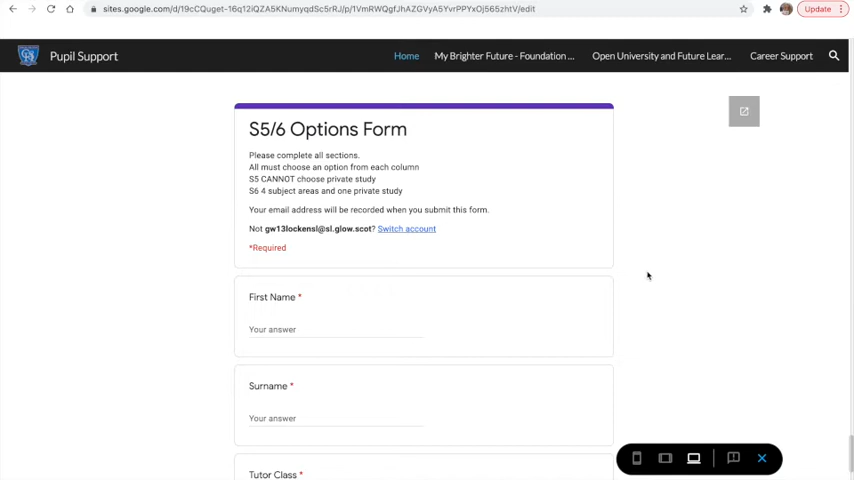 sites.google.com/d/19cCQuget-16q12iQZA5KNumyqdSc5rRJ/p/1VmRWQgfJhAZGVyA5YvrPPYxOj565zhtV/edit
Update
Pupil Support
Home
My Brighter Future - Foundation ...
Open University and Future Lear...
Career Support
S5/6 Options Form
Please complete all sections.
All must choose an option from each column
S5 CANNOT choose private study
S6 4 subject areas and one private study
Your email address will be recorded when you submit this form.
Not gw13lockensl@sl.glow.scot? Switch account
*Required
First Name *
Your answer
Surname *
Your answer
Tutor Class *